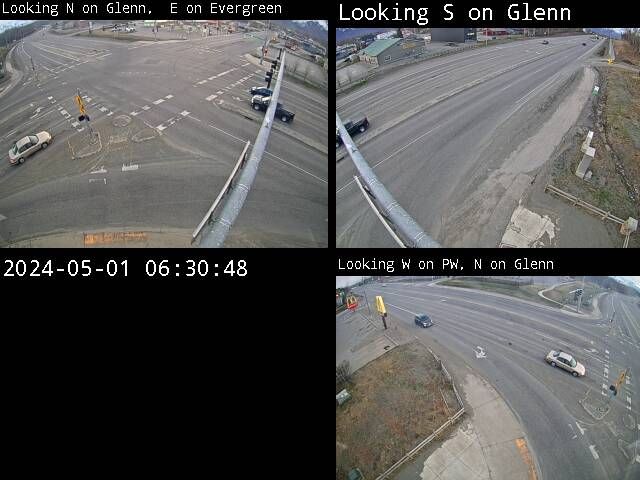 Looking N on Glenn, E on Evergreen
Looking S on Glenn
2024-05-01 06:30:48
Looking W on PW, N on Glenn